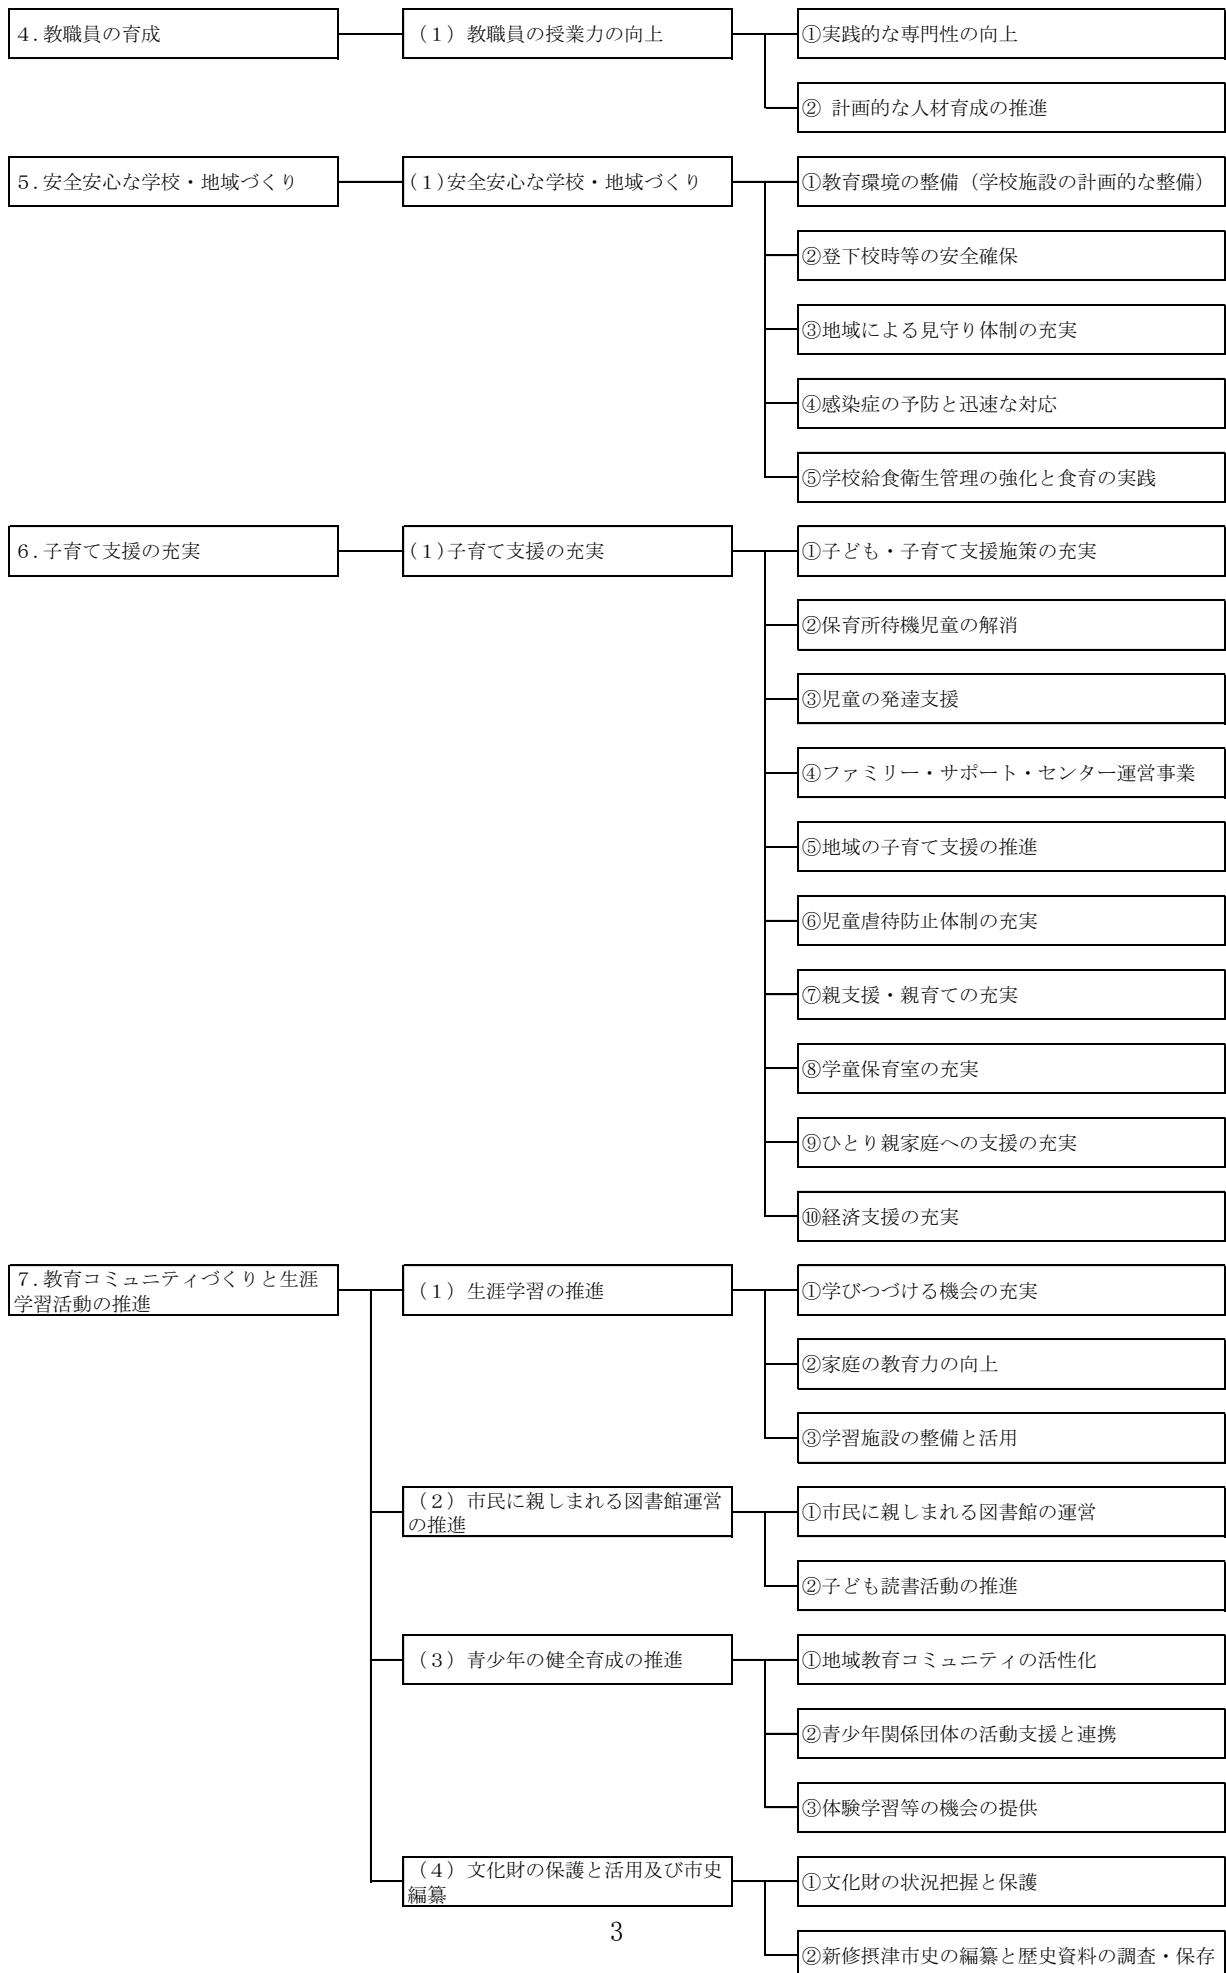 ４.教職員の育成
（１）教職員の授業力の向上
①実践的な専門性の向上
② 計画的な人材育成の推進
５.安全安心な学校・地域づくり
(１)安全安心な学校・地域づくり
①教育環境の整備（学校施設の計画的な整備）
②登下校時等の安全確保
③地域による見守り体制の充実
④感染症の予防と迅速な対応
⑤学校給食衛生管理の強化と食育の実践
６.子育て支援の充実
(１)子育て支援の充実
①子ども・子育て支援施策の充実
②保育所待機児童の解消
③児童の発達支援
④ファミリー・サポート・センター運営事業
⑤地域の子育て支援の推進
⑥児童虐待防止体制の充実
⑦親支援・親育ての充実
⑧学童保育室の充実
⑨ひとり親家庭への支援の充実
⑩経済支援の充実
７.教育コミュニティづくりと生涯
学習活動の推進
（１）生涯学習の推進
①学びつづける機会の充実
②家庭の教育力の向上
③学習施設の整備と活用
（２）市民に親しまれる図書館運営
の推進
①市民に親しまれる図書館の運営
②子ども読書活動の推進
（３）青少年の健全育成の推進
①地域教育コミュニティの活性化
②青少年関係団体の活動支援と連携
③体験学習等の機会の提供
（４）文化財の保護と活用及び市史
編纂
①文化財の状況把握と保護
②新修摂津市史の編纂と歴史資料の調査・保存
3